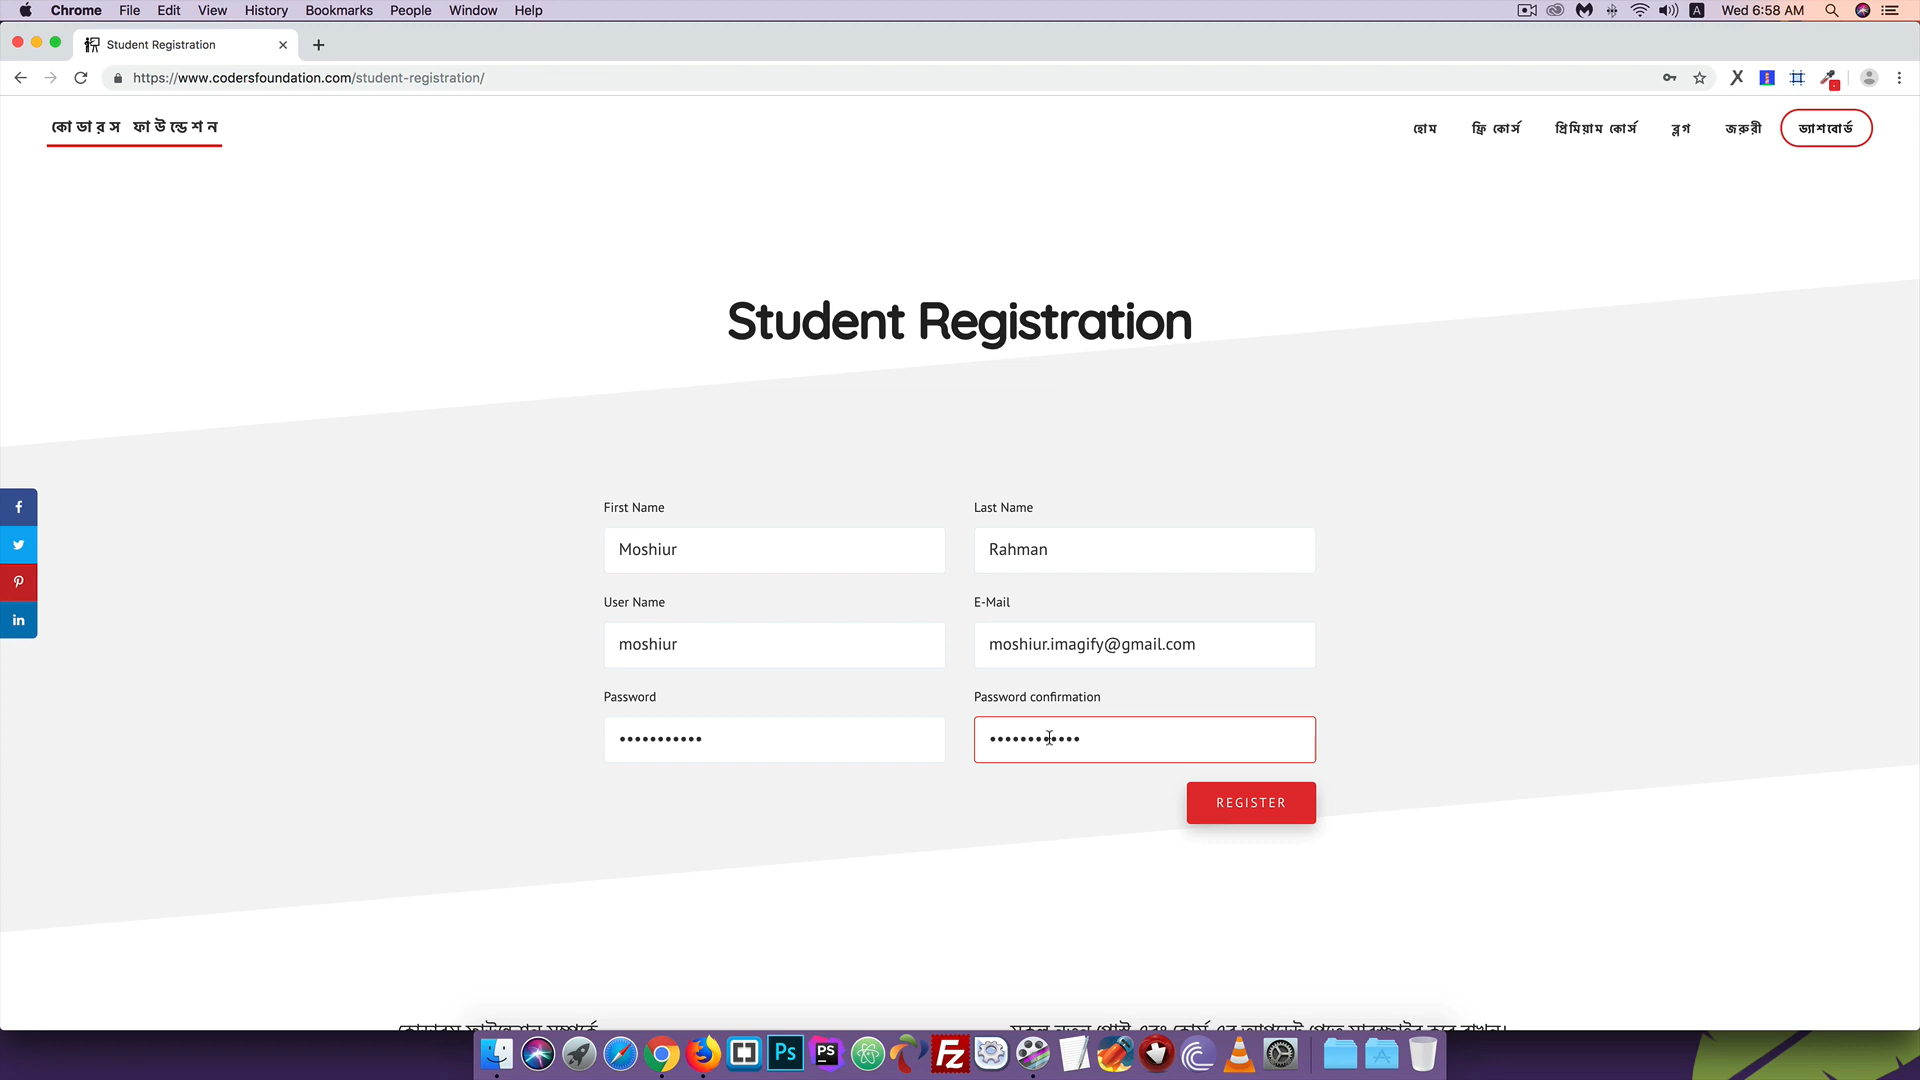 Chrome File Edit View History Bookmarks People Window Help
Wed 6:58 AM
Student Registration
https://www.codersfoundation.com/student-registration/
কোডারস ফাউন্ডেশন
হোম ফ্রি কোর্স প্রিমিয়াম কোর্স ব্লগ জরুরী ড্যাশবোর্ড
Student Registration
First Name Last Name
Moshiur Rahman
User Name E-Mail
moshiur moshiur.imagify@gmail.com
Password Password confirmation
••••••••••• ••••••••••••
REGISTER